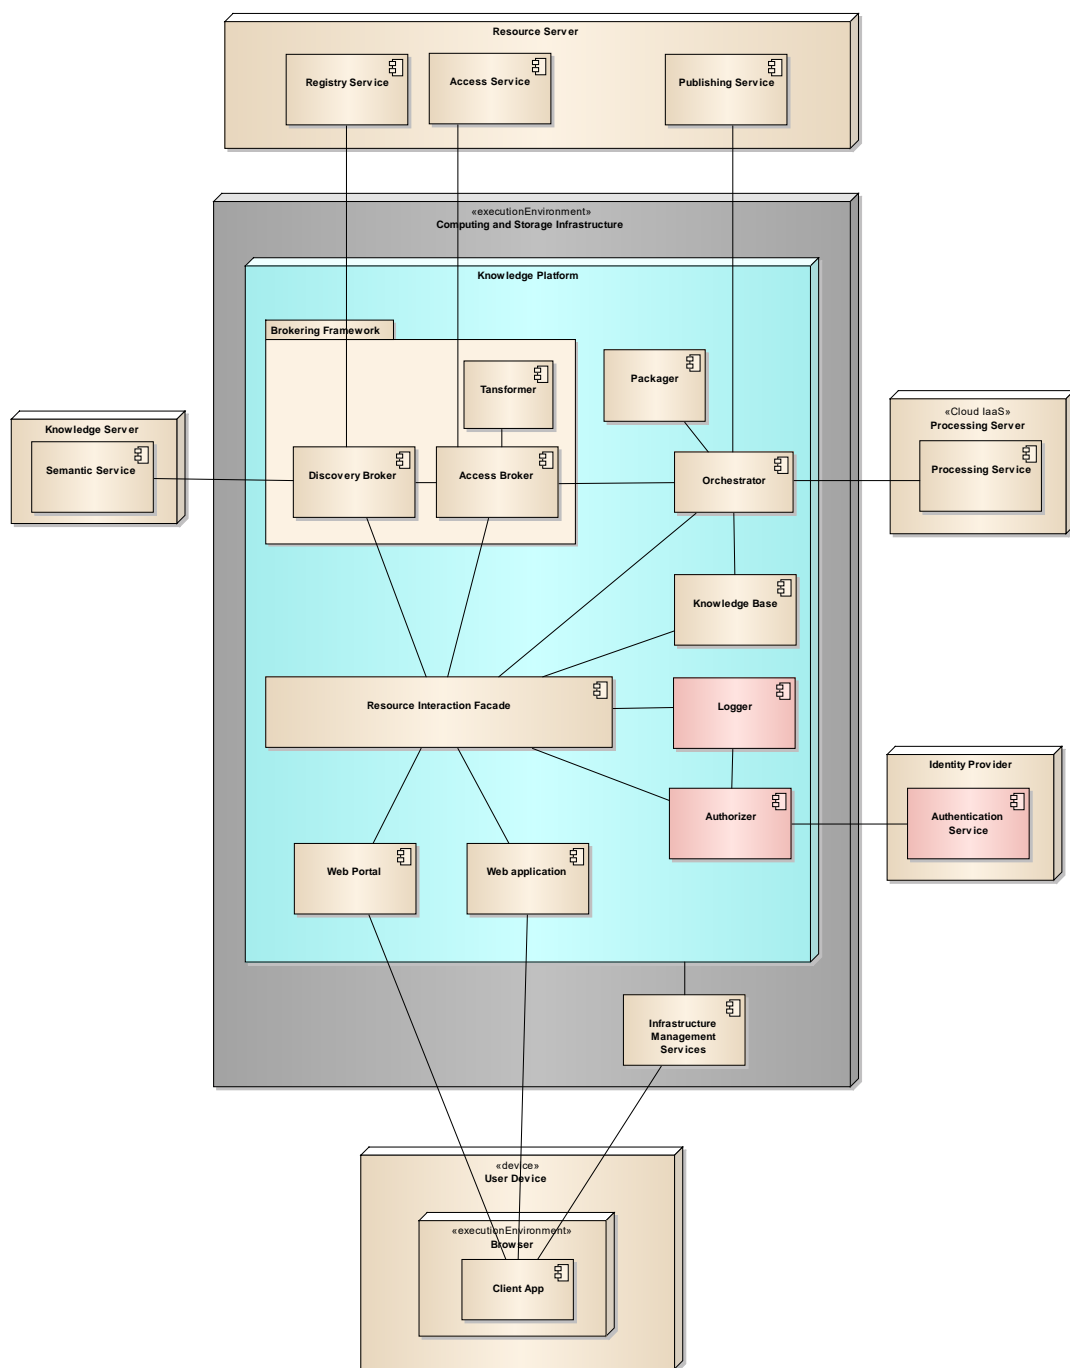 Resource Server
Registry Service
Access Service
Publishing Service
«executionEnvironment»
Computing and Storage Infrastructure
Knowledge Platform
Brokering Framework
Tansformer
Packager
Knowledge Server
Semantic Service
Discovery Broker
Access Broker
Orchestrator
«Cloud IaaS»
Processing Server
Processing Service
Knowledge Base
Resource Interaction Facade
Logger
Authorizer
Identity Provider
Authentication
Service
Web Portal
Web application
Infrastructure
Management
Services
«device»
User Device
«executionEnvironment»
Browser
Client App